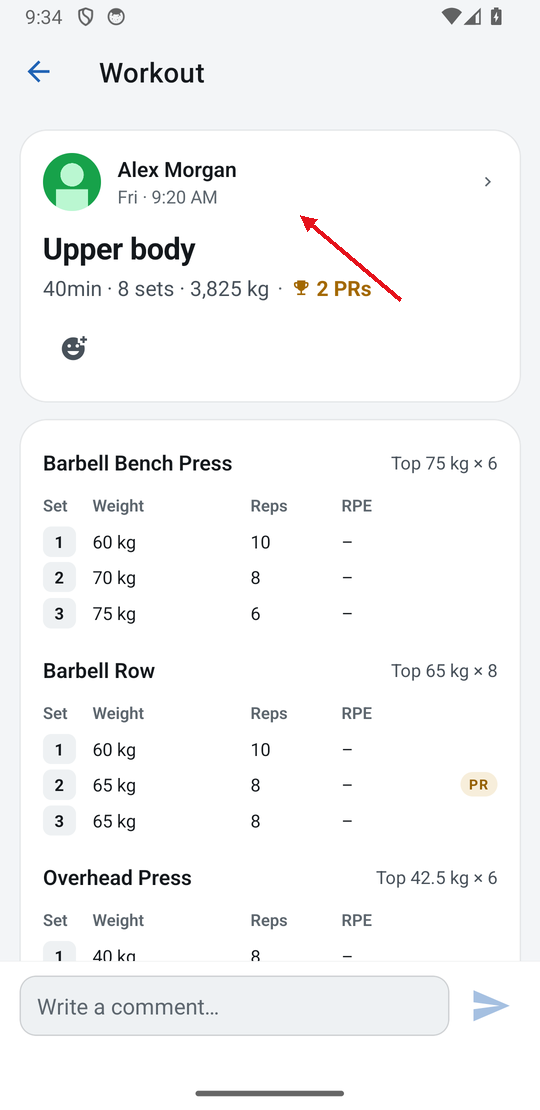 9:34
Workout
Alex Morgan
Fri · 9:20 AM
Upper body
40min · 8 sets · 3,825 kg · 2 PRs
Barbell Bench Press Top 75 kg × 6
Set Weight Reps RPE
1 60 kg 10 –
2 70 kg 8 –
3 75 kg 6 –
Barbell Row Top 65 kg × 8
Set Weight Reps RPE
1 60 kg 10 –
2 65 kg 8 – PR
3 65 kg 8 –
Overhead Press Top 42.5 kg × 6
Set Weight Reps RPE
1 40 kg 8 –
Write a comment…